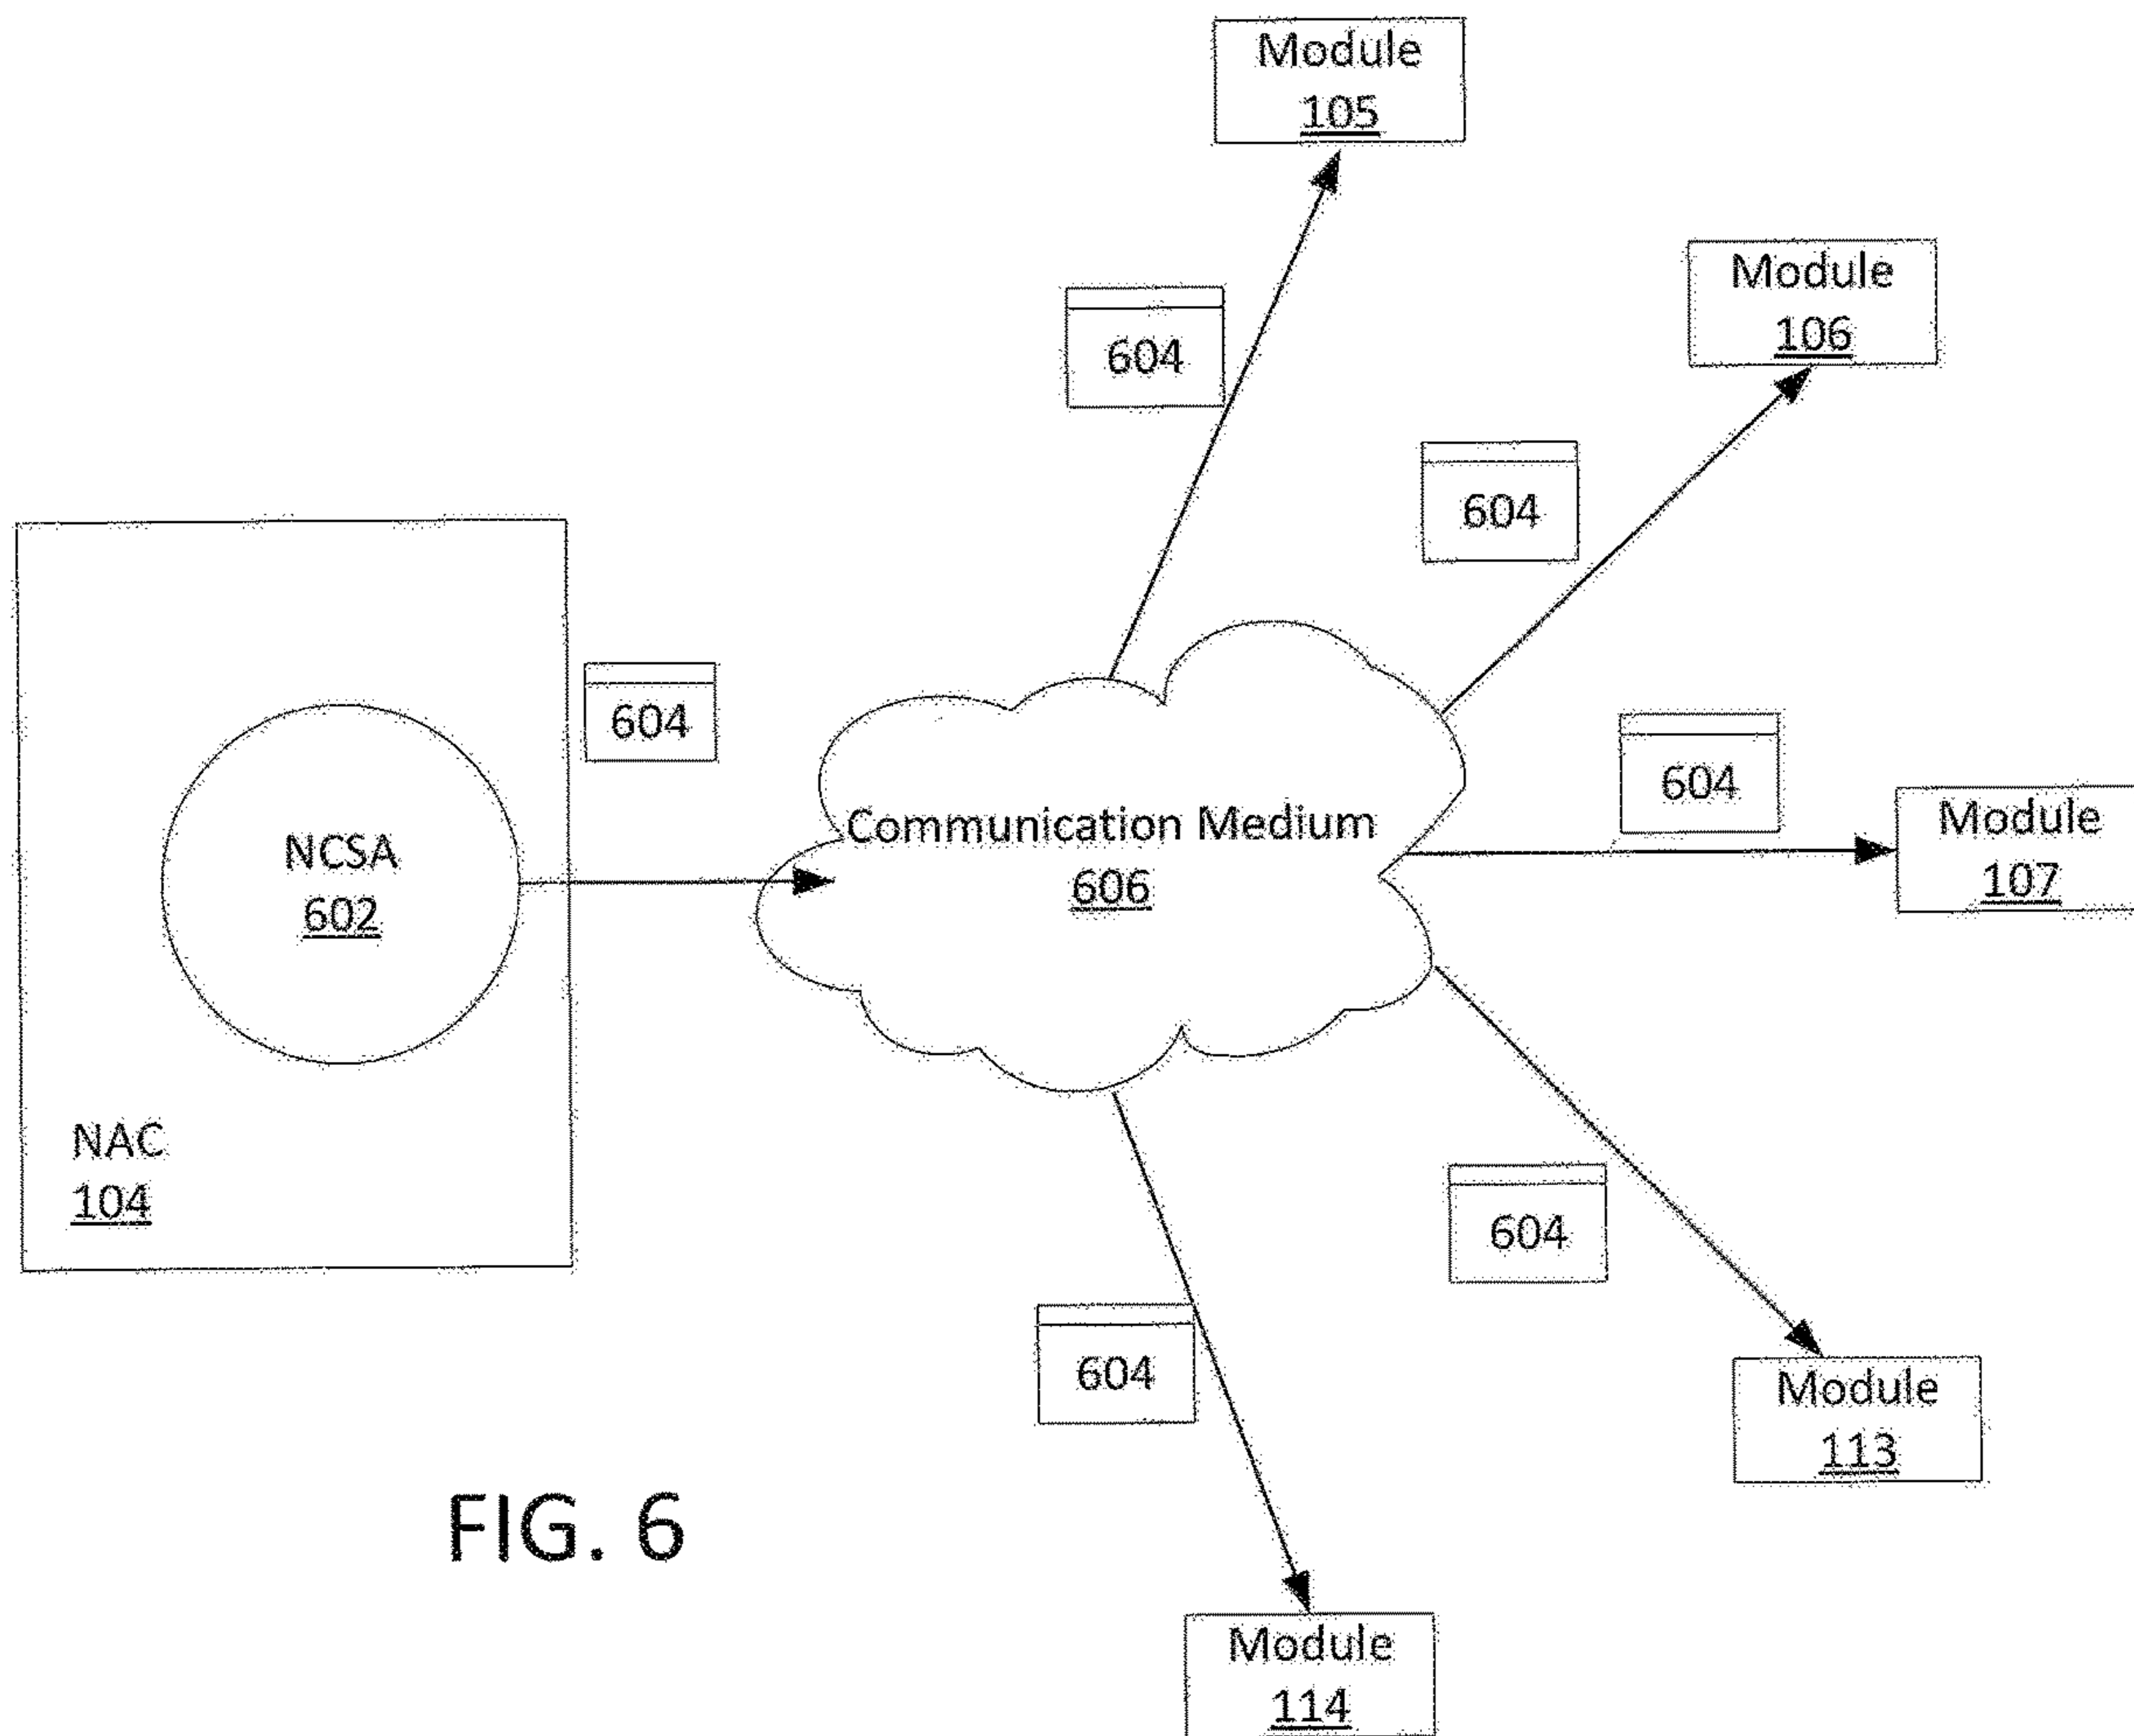 Module
105
Module
106
604
604
604
604
Module
107
NCSA
602
Communication Medium
606
NAC
104
604
604
Module
113
FIG. 6
Module
114